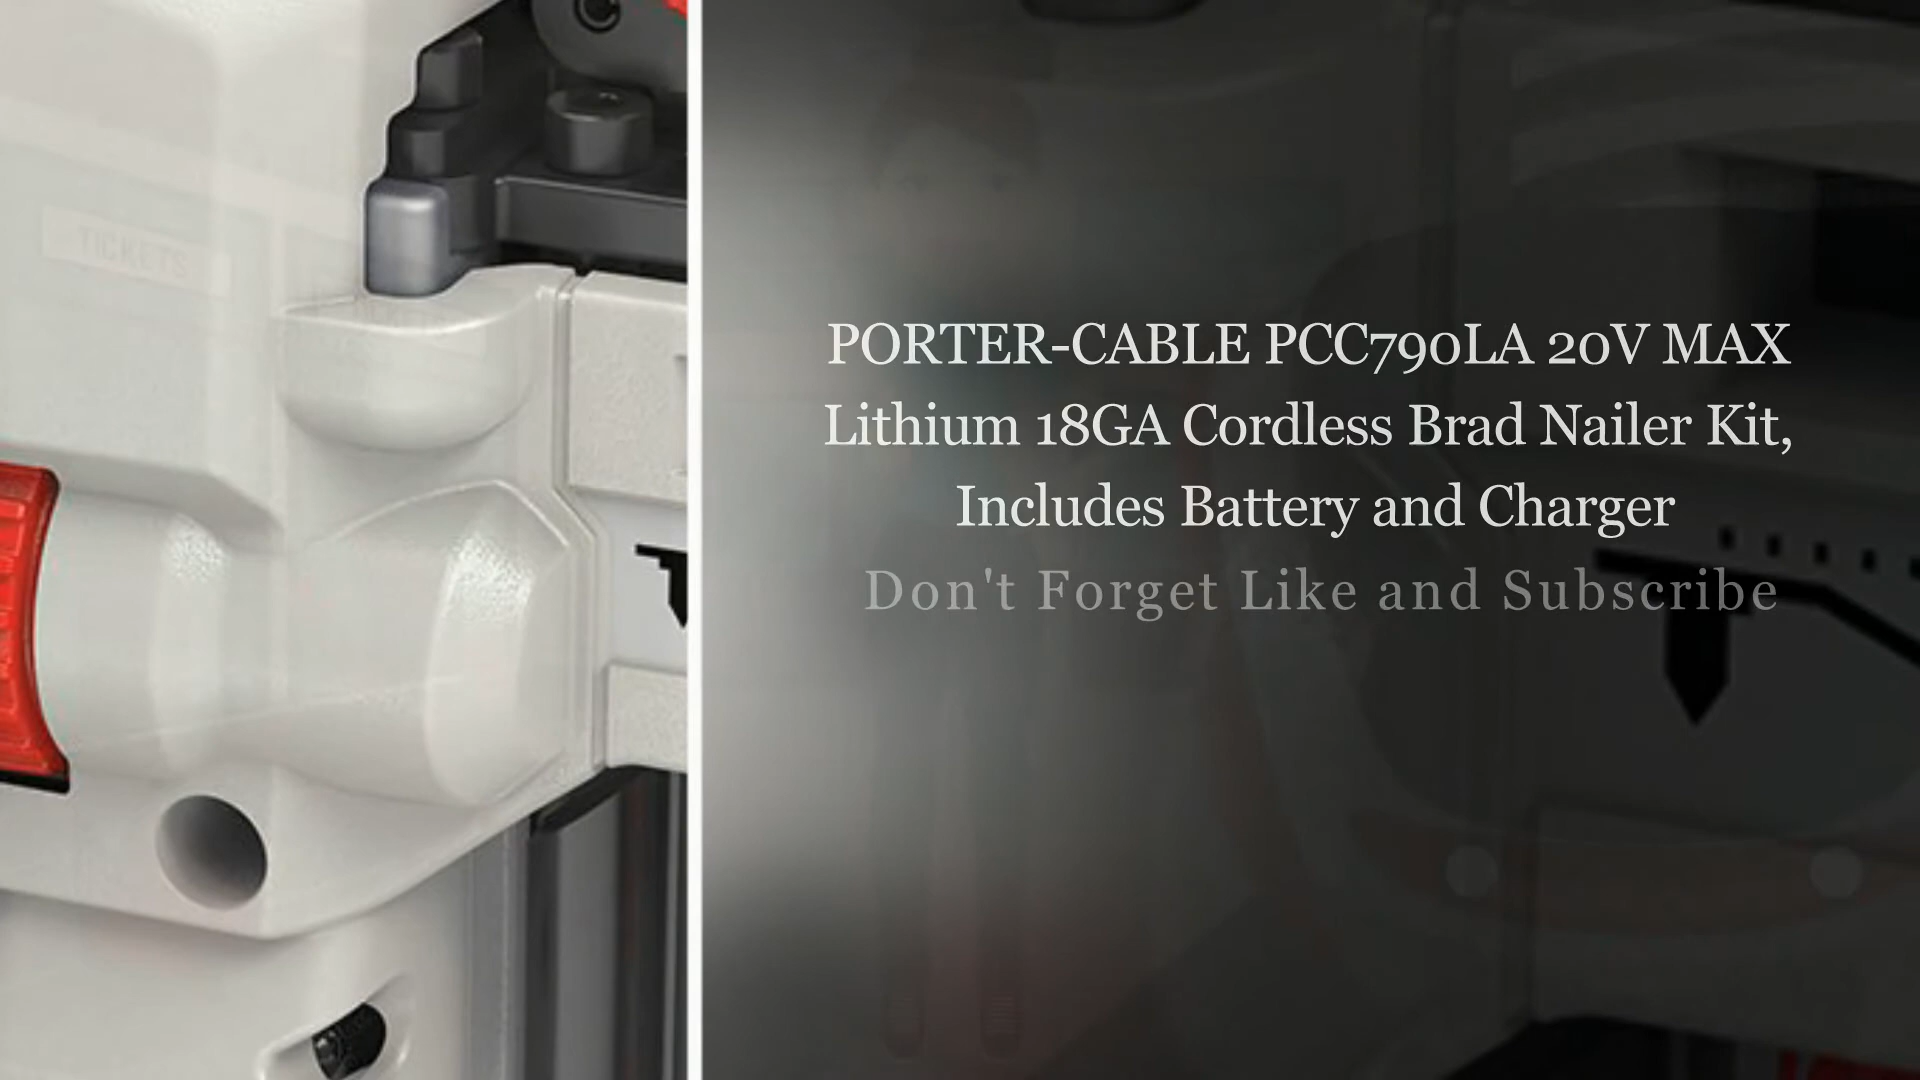 TICKETS
PORTER-CABLE PCC790LA 20V MAX
Lithium 18GA Cordless Brad Nailer Kit,
Includes Battery and Charger
Don't Forget Like and Subscribe